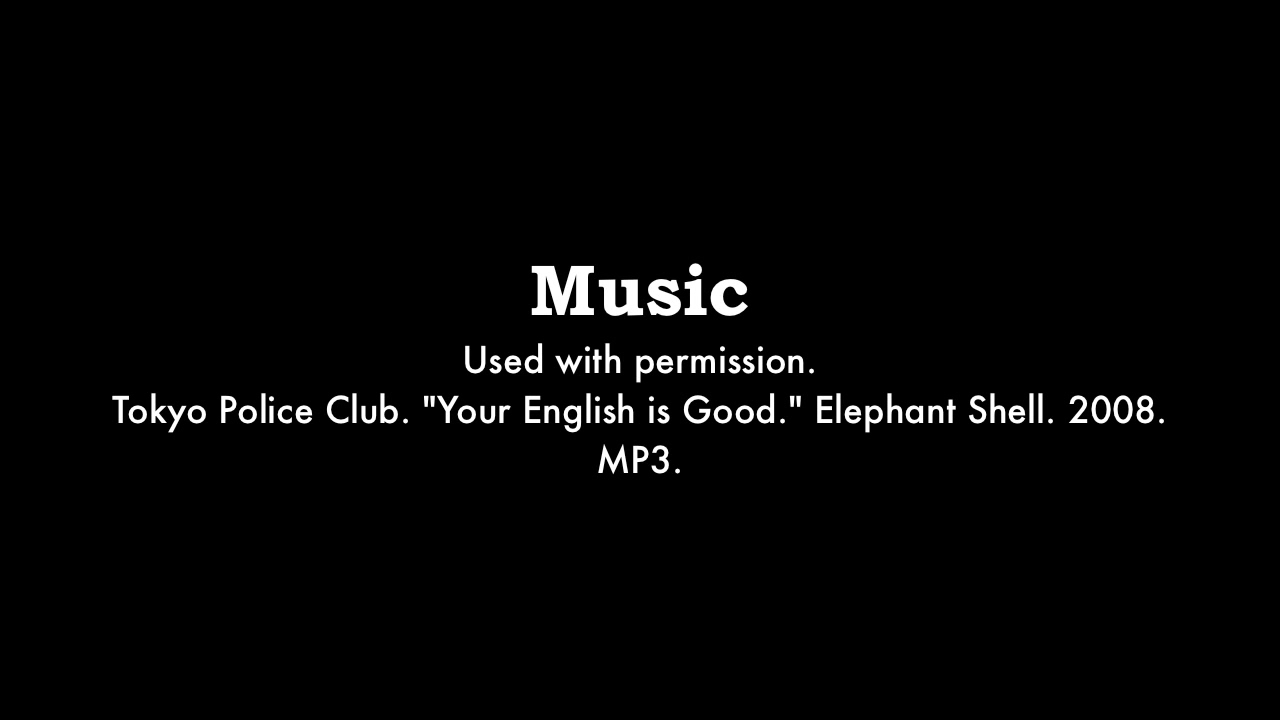 Music
Used with permission.
Tokyo Police Club. "Your English is Good." Elephant Shell. 2008.
MP3.